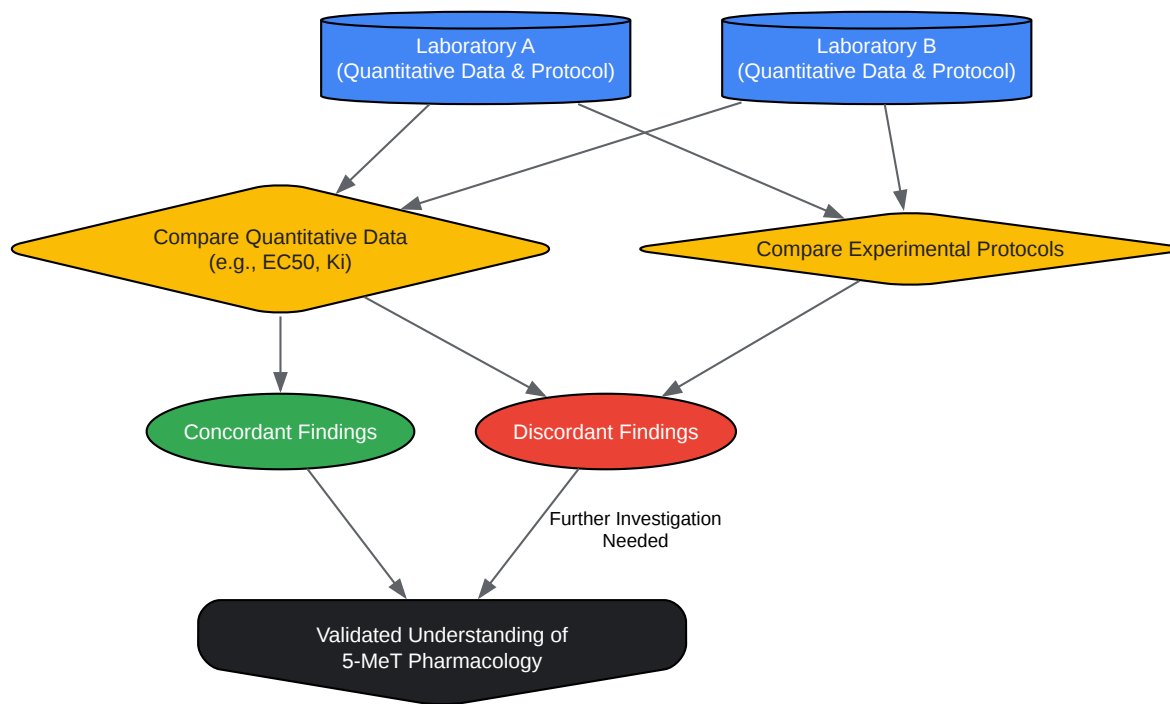 Laboratory A
(Quantitative Data & Protocol)
Laboratory B
(Quantitative Data & Protocol)
Compare Quantitative Data
(e.g., EC50, Ki)
Compare Experimental Protocols
Concordant Findings
Discordant Findings
Further Investigation
Needed
Validated Understanding of
5-MeT Pharmacology